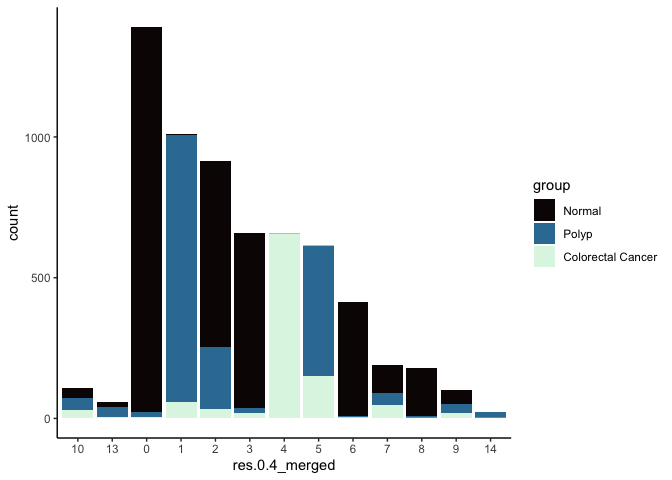 count
1000
500
0
10 13 0 1 2 3 4 5 6 7 8 9 14
res.0.4_merged
group
Normal
Polyp
Colorectal Cancer